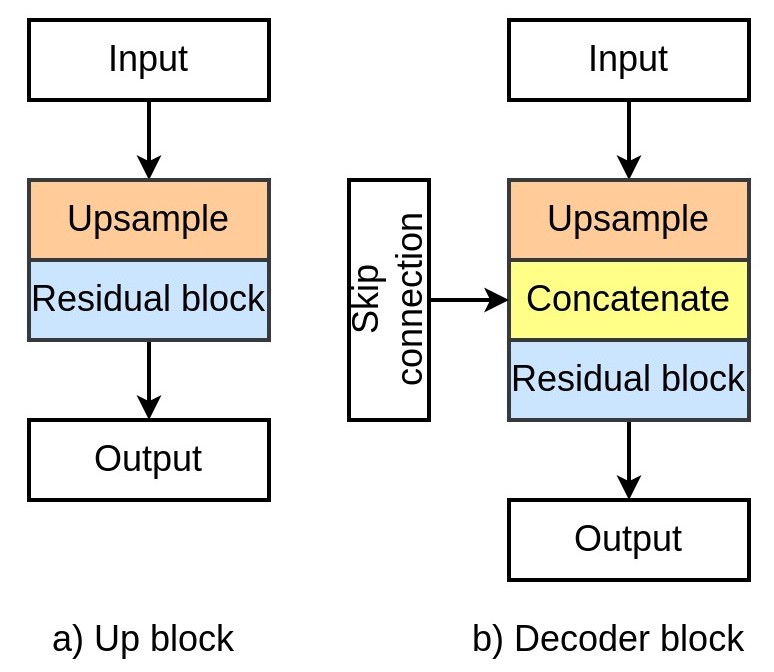 Input
Upsample
Residual block
Output
a) Up block
Skip
connection
Input
Upsample
Concatenate
Residual block
Output
b) Decoder block